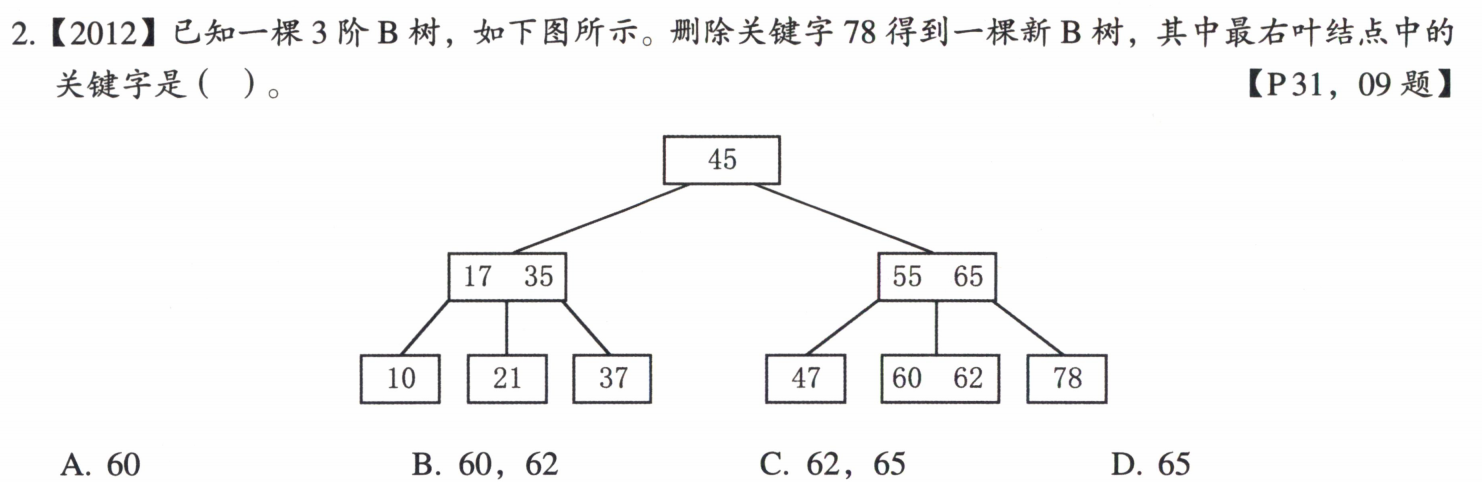 2.【2012】已知一棵 3 阶 B 树，如下图所示。删除关键字 78 得到一棵新 B 树，其中最右叶结点中的
关键字是（ ）。 【P31，09 题】
45
17 35 55 65
10 21 37 47 60 62 78
A. 60 B. 60，62 C. 62，65 D. 65